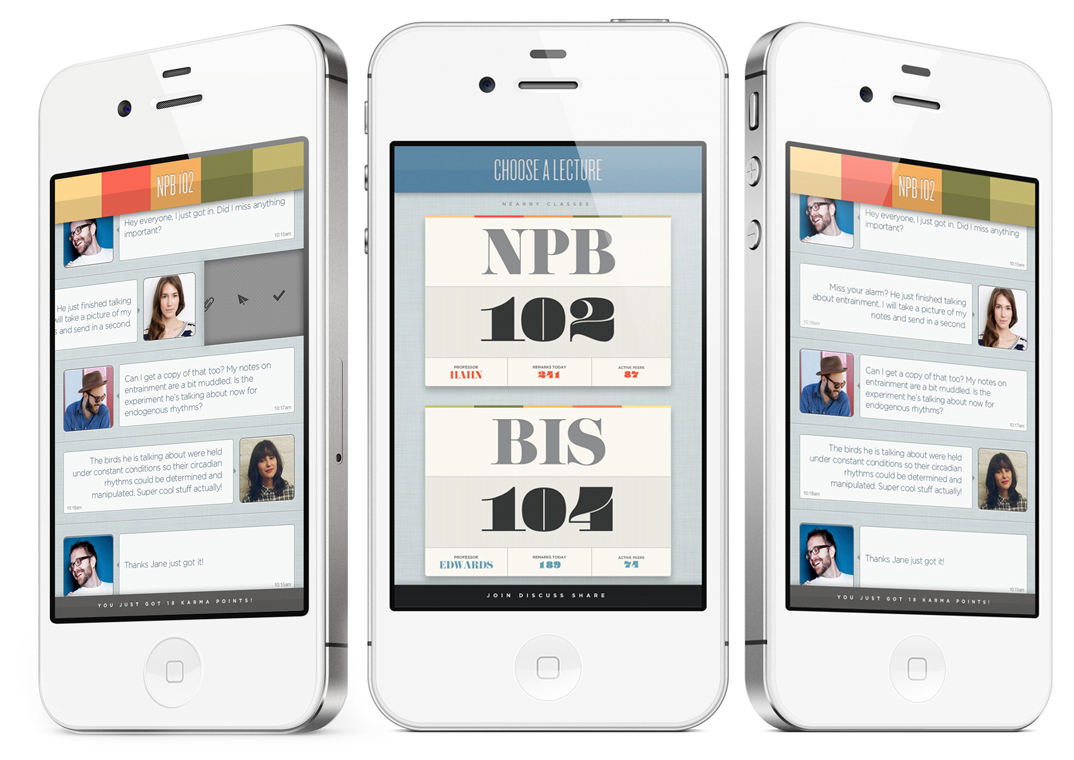 NPB 102
Hey everyone, I just got in. Did I miss anything
important?
10:13am
He just finished talking
will take a picture of my
s and send in a second.
Can I get a copy of that too? My notes on
entrainment are a bit muddled. Is the
experiment he's talking about now for
endogenous rhythms?
10:17am
The birds he is talking about were held
under constant conditions so their circadian
rhythms could be determined and
manipulated. Super cool stuff actually!
10:19am
Thanks Jane just got it!
10:13am
YOU JUST GOT 18 KARMA POINTS!
CHOOSE A LECTURE
NEARBY CLASSES
NPB
102
PROFESSOR REMARKS TODAY ACTIVE PEERS
HAHN 241 87
BIS
104
PROFESSOR REMARKS TODAY ACTIVE PEERS
EDWARDS 189 74
JOIN DISCUSS SHARE
NPB 102
Hey everyone, I just got in. Did I miss anything
important?
10:13am
Miss your alarm? He just finished talking
about entrainment. I will take a picture of my
notes and send in a second.
10:15am
Can I get a copy of that too? My notes on
entrainment are a bit muddled. Is the
experiment he's talking about now for
endogenous rhythms?
10:17am
The birds he is talking about were held
under constant conditions so their circadian
rhythms could be determined and
manipulated. Super cool stuff actually!
10:19am
Thanks Jane just got it!
10:13am
YOU JUST GOT 18 KARMA POINTS!